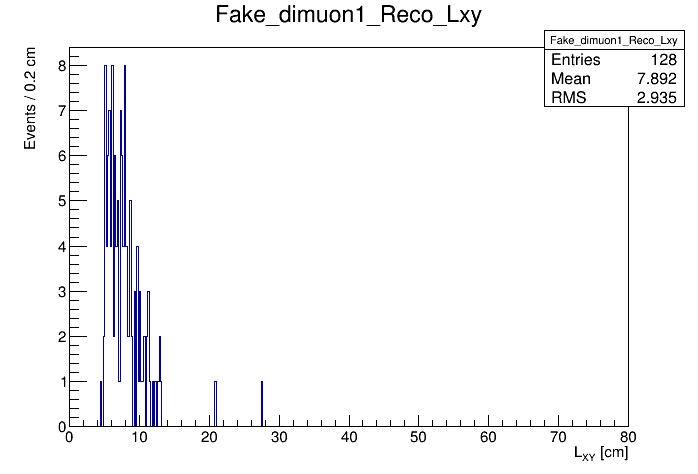 Fake_dimuon1_Reco_Lxy
Fake_dimuon1_Reco_Lxy
Entries 128
Mean 7.892
RMS 2.935
Events / 0.2 cm
8
7
6
5
4
3
2
1
0
0 10 20 30 40 50 60 70 80
L_XY [cm]